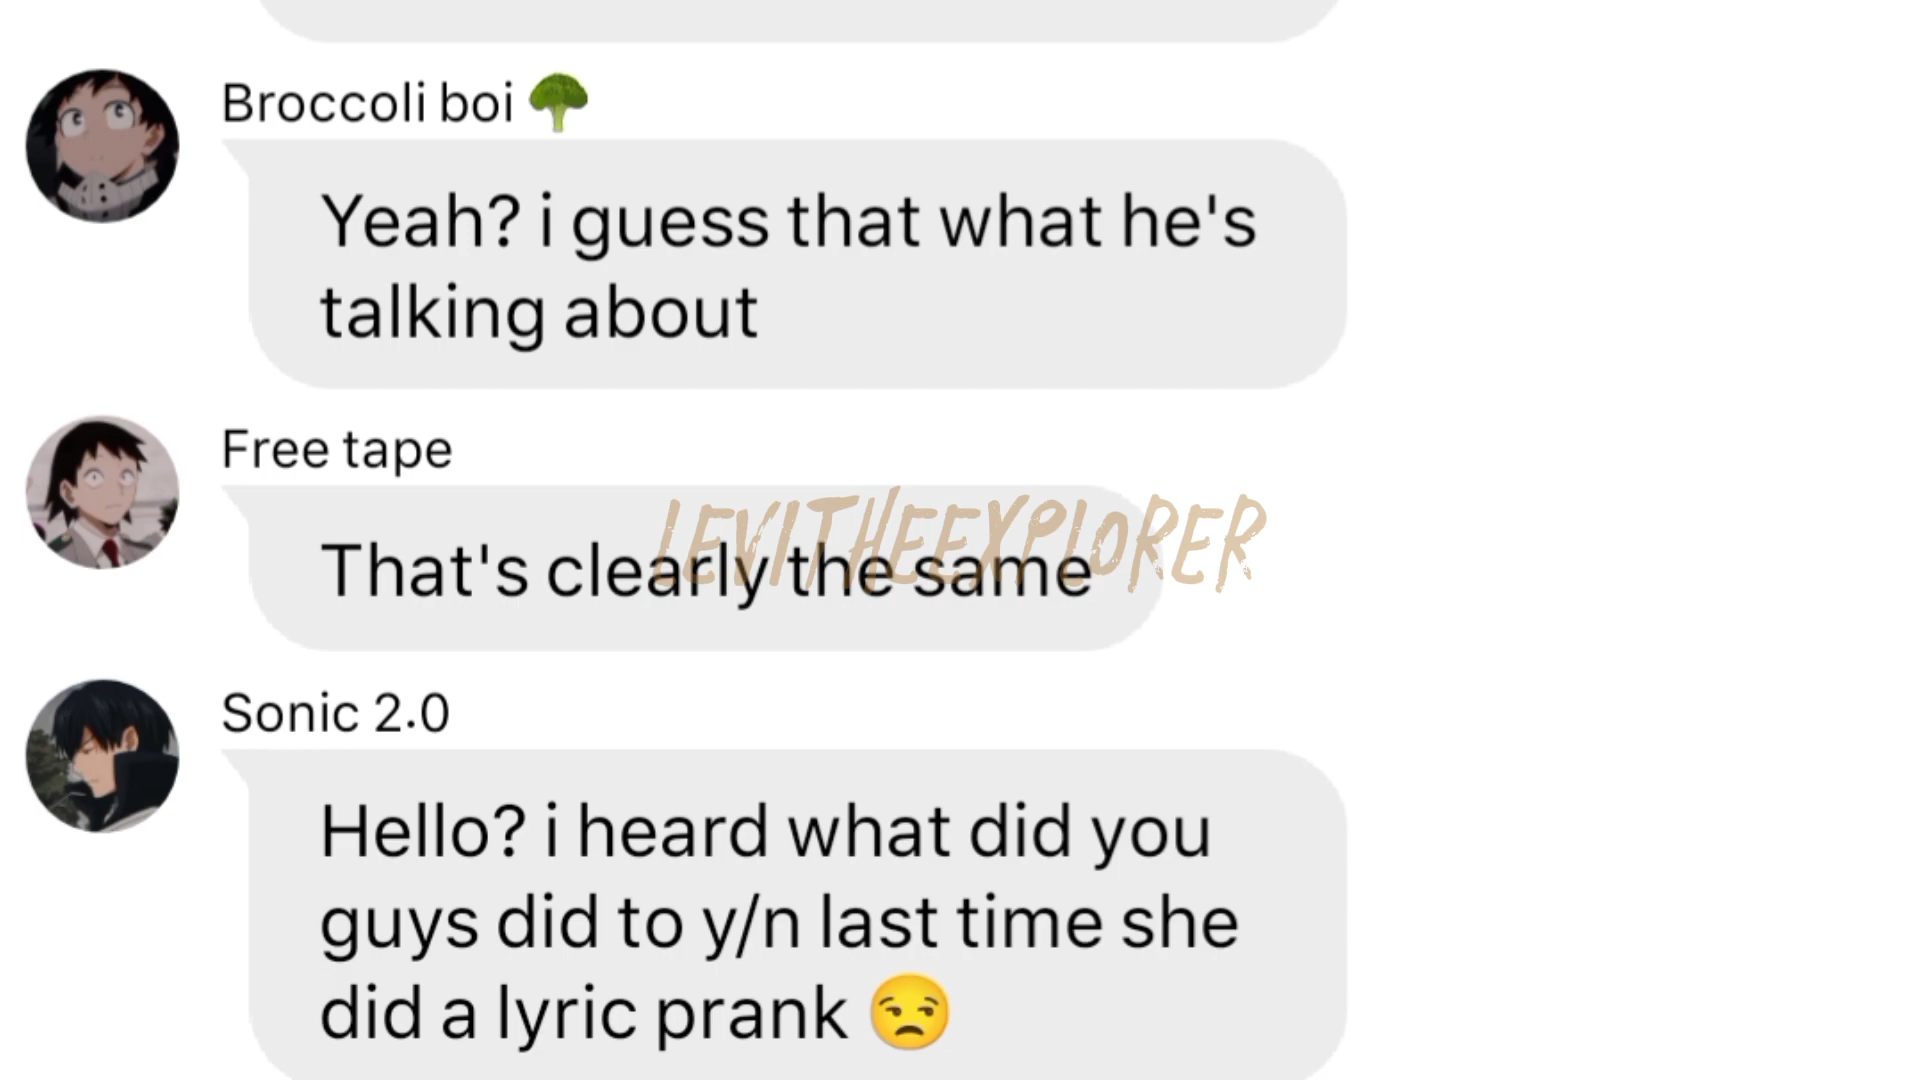 Broccoli boi 🥦
Yeah? i guess that what he's
talking about
Free tape
LEVITHEEXPLORER
That's clearly the same
Sonic 2.0
Hello? i heard what did you
guys did to y/n last time she
did a lyric prank 😒